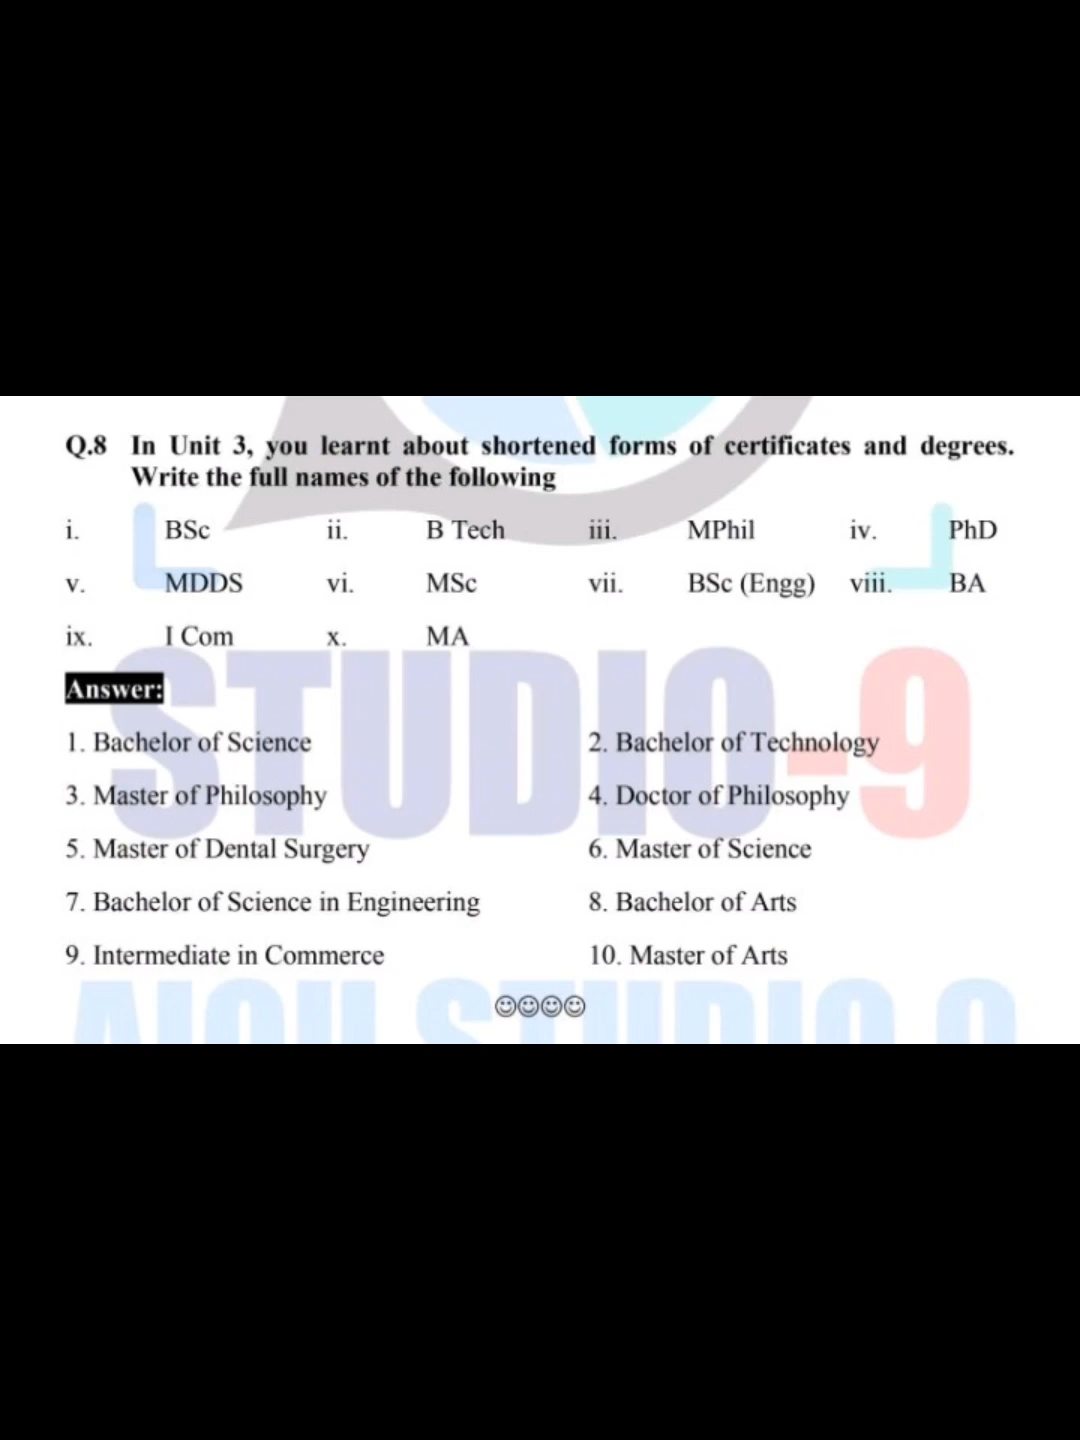 Q.8 In Unit 3, you learnt about shortened forms of certificates and degrees.
Write the full names of the following
i. BSc ii. B Tech iii. MPhil iv. PhD
v. MDDS vi. MSc vii. BSc (Engg) viii. BA
ix. I Com x. MA
STUDIO-9
Answer:
1. Bachelor of Science 2. Bachelor of Technology
3. Master of Philosophy 4. Doctor of Philosophy
5. Master of Dental Surgery 6. Master of Science
7. Bachelor of Science in Engineering 8. Bachelor of Arts
9. Intermediate in Commerce 10. Master of Arts
AIOU STUDIO 9